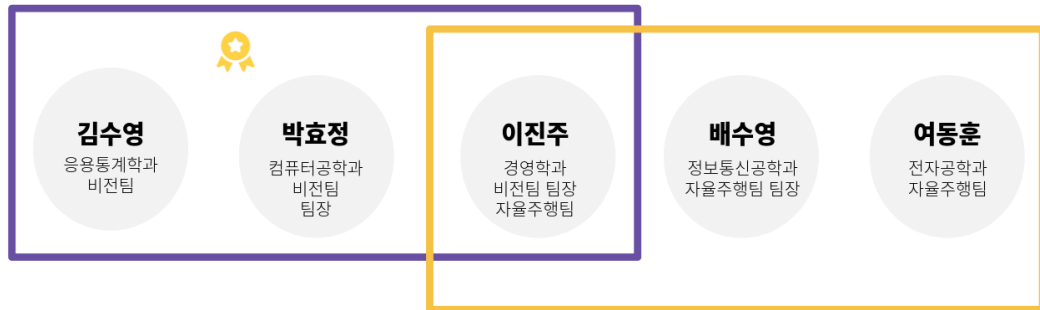 김수영
응용통계학과
비전팀
박효정
컴퓨터공학과
비전팀
팀장
이진주
경영학과
비전팀 팀장
자율주행팀
배수영
정보통신공학과
자율주행팀 팀장
여동훈
전자공학과
자율주행팀